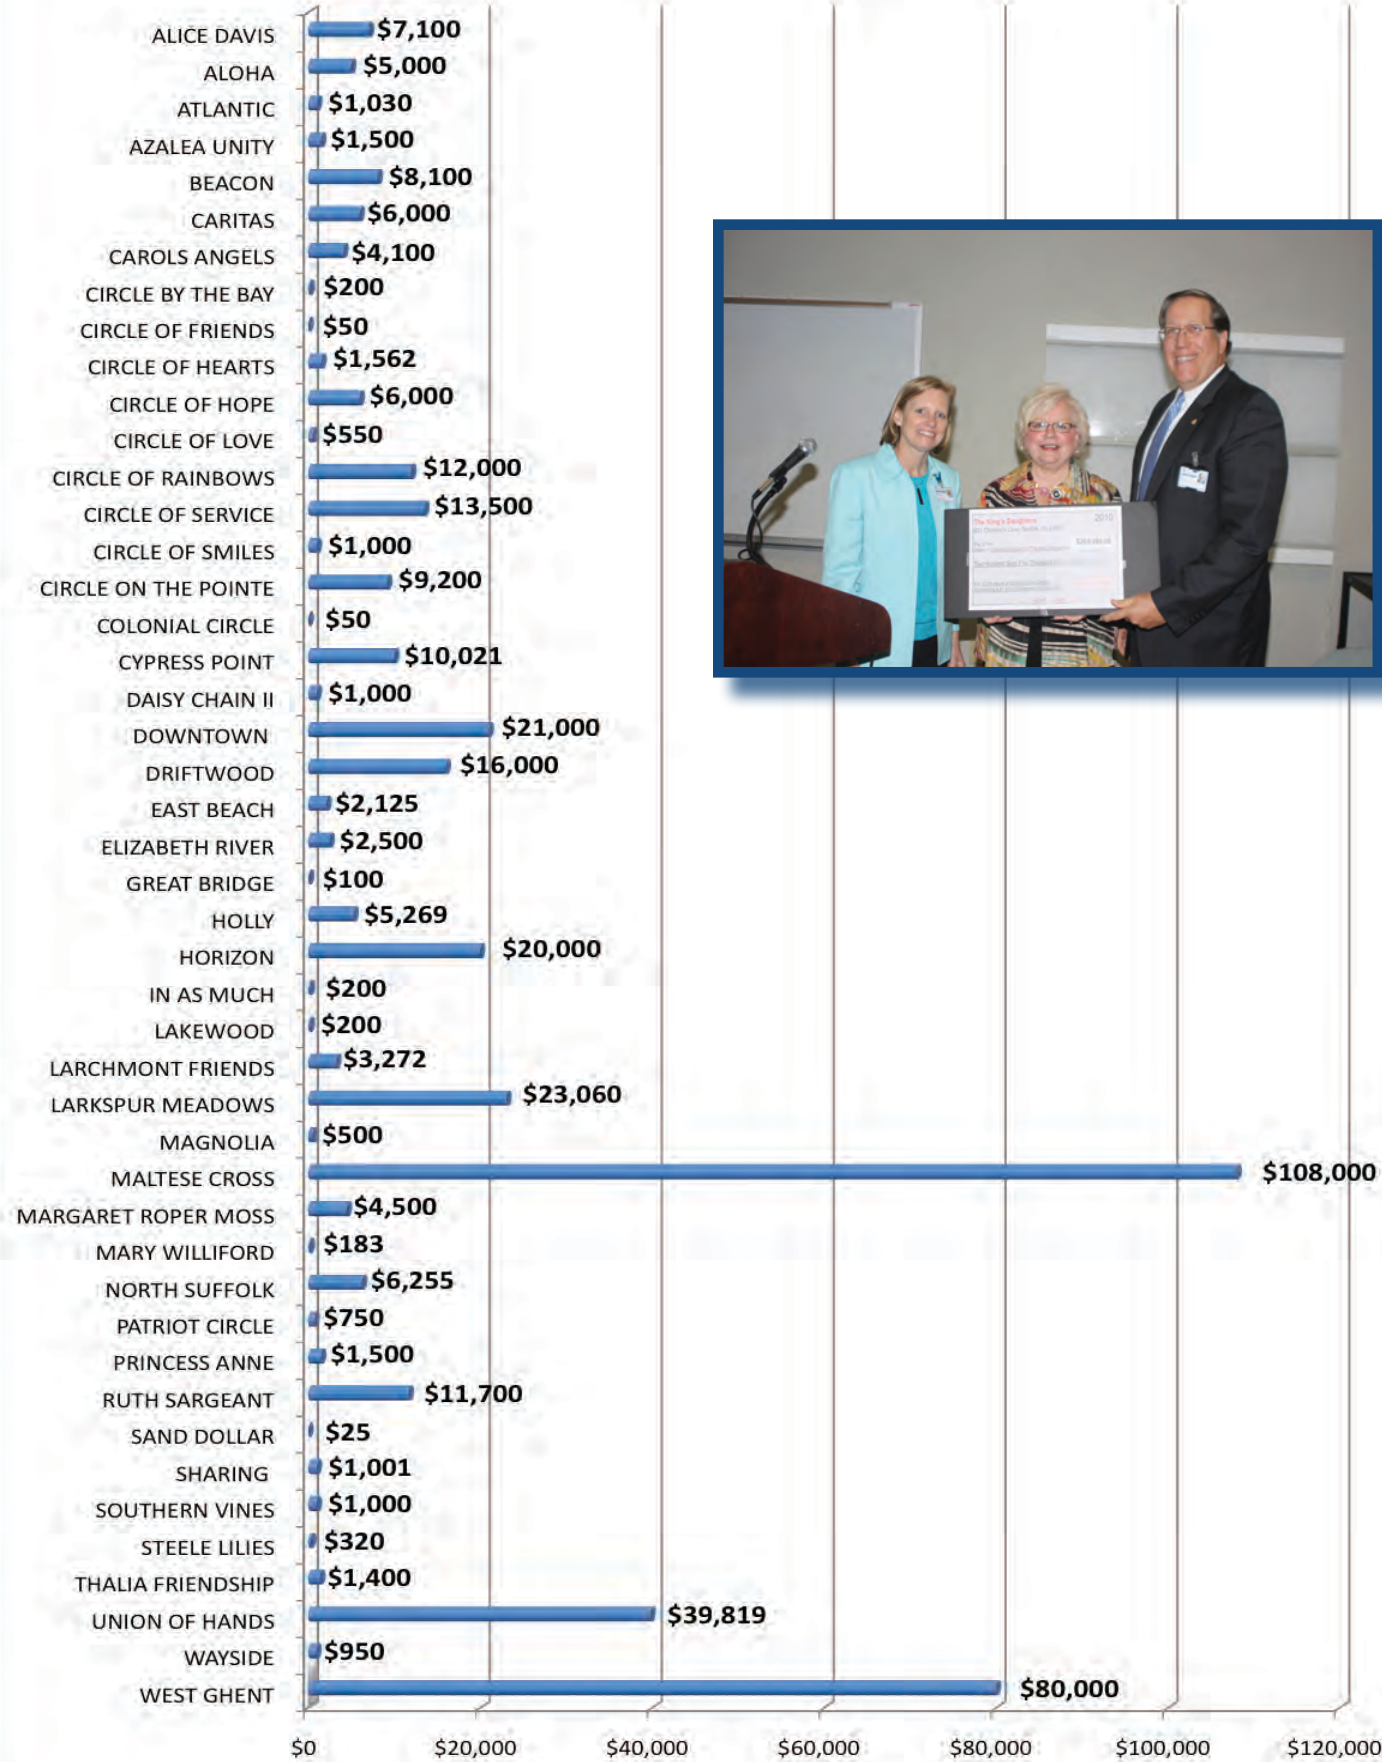 ALICE DAVIS $7,100
ALOHA $5,000
ATLANTIC $1,030
AZALEA UNITY $1,500
BEACON $8,100
CARITAS $6,000
CAROLS ANGELS $4,100
CIRCLE BY THE BAY $200
CIRCLE OF FRIENDS $50
CIRCLE OF HEARTS $1,562
CIRCLE OF HOPE $6,000
CIRCLE OF LOVE $550
CIRCLE OF RAINBOWS $12,000
CIRCLE OF SERVICE $13,500
CIRCLE OF SMILES $1,000
CIRCLE ON THE POINTE $9,200
COLONIAL CIRCLE $50
CYPRESS POINT $10,021
DAISY CHAIN II $1,000
DOWNTOWN $21,000
DRIFTWOOD $16,000
EAST BEACH $2,125
ELIZABETH RIVER $2,500
GREAT BRIDGE $100
HOLLY $5,269
HORIZON $20,000
IN AS MUCH $200
LAKEWOOD $200
LARCHMONT FRIENDS $3,272
LARKSPUR MEADOWS $23,060
MAGNOLIA $500
MALTESE CROSS $108,000
MARGARET ROPER MOSS $4,500
MARY WILLIFORD $183
NORTH SUFFOLK $6,255
PATRIOT CIRCLE $750
PRINCESS ANNE $1,500
RUTH SARGEANT $11,700
SAND DOLLAR $25
SHARING $1,001
SOUTHERN VINES $1,000
STEELE LILIES $320
THALIA FRIENDSHIP $1,400
UNION OF HANDS $39,819
WAYSIDE $950
WEST GHENT $80,000
$0 $20,000 $40,000 $60,000 $80,000 $100,000 $120,000
The King's Daughters 2010